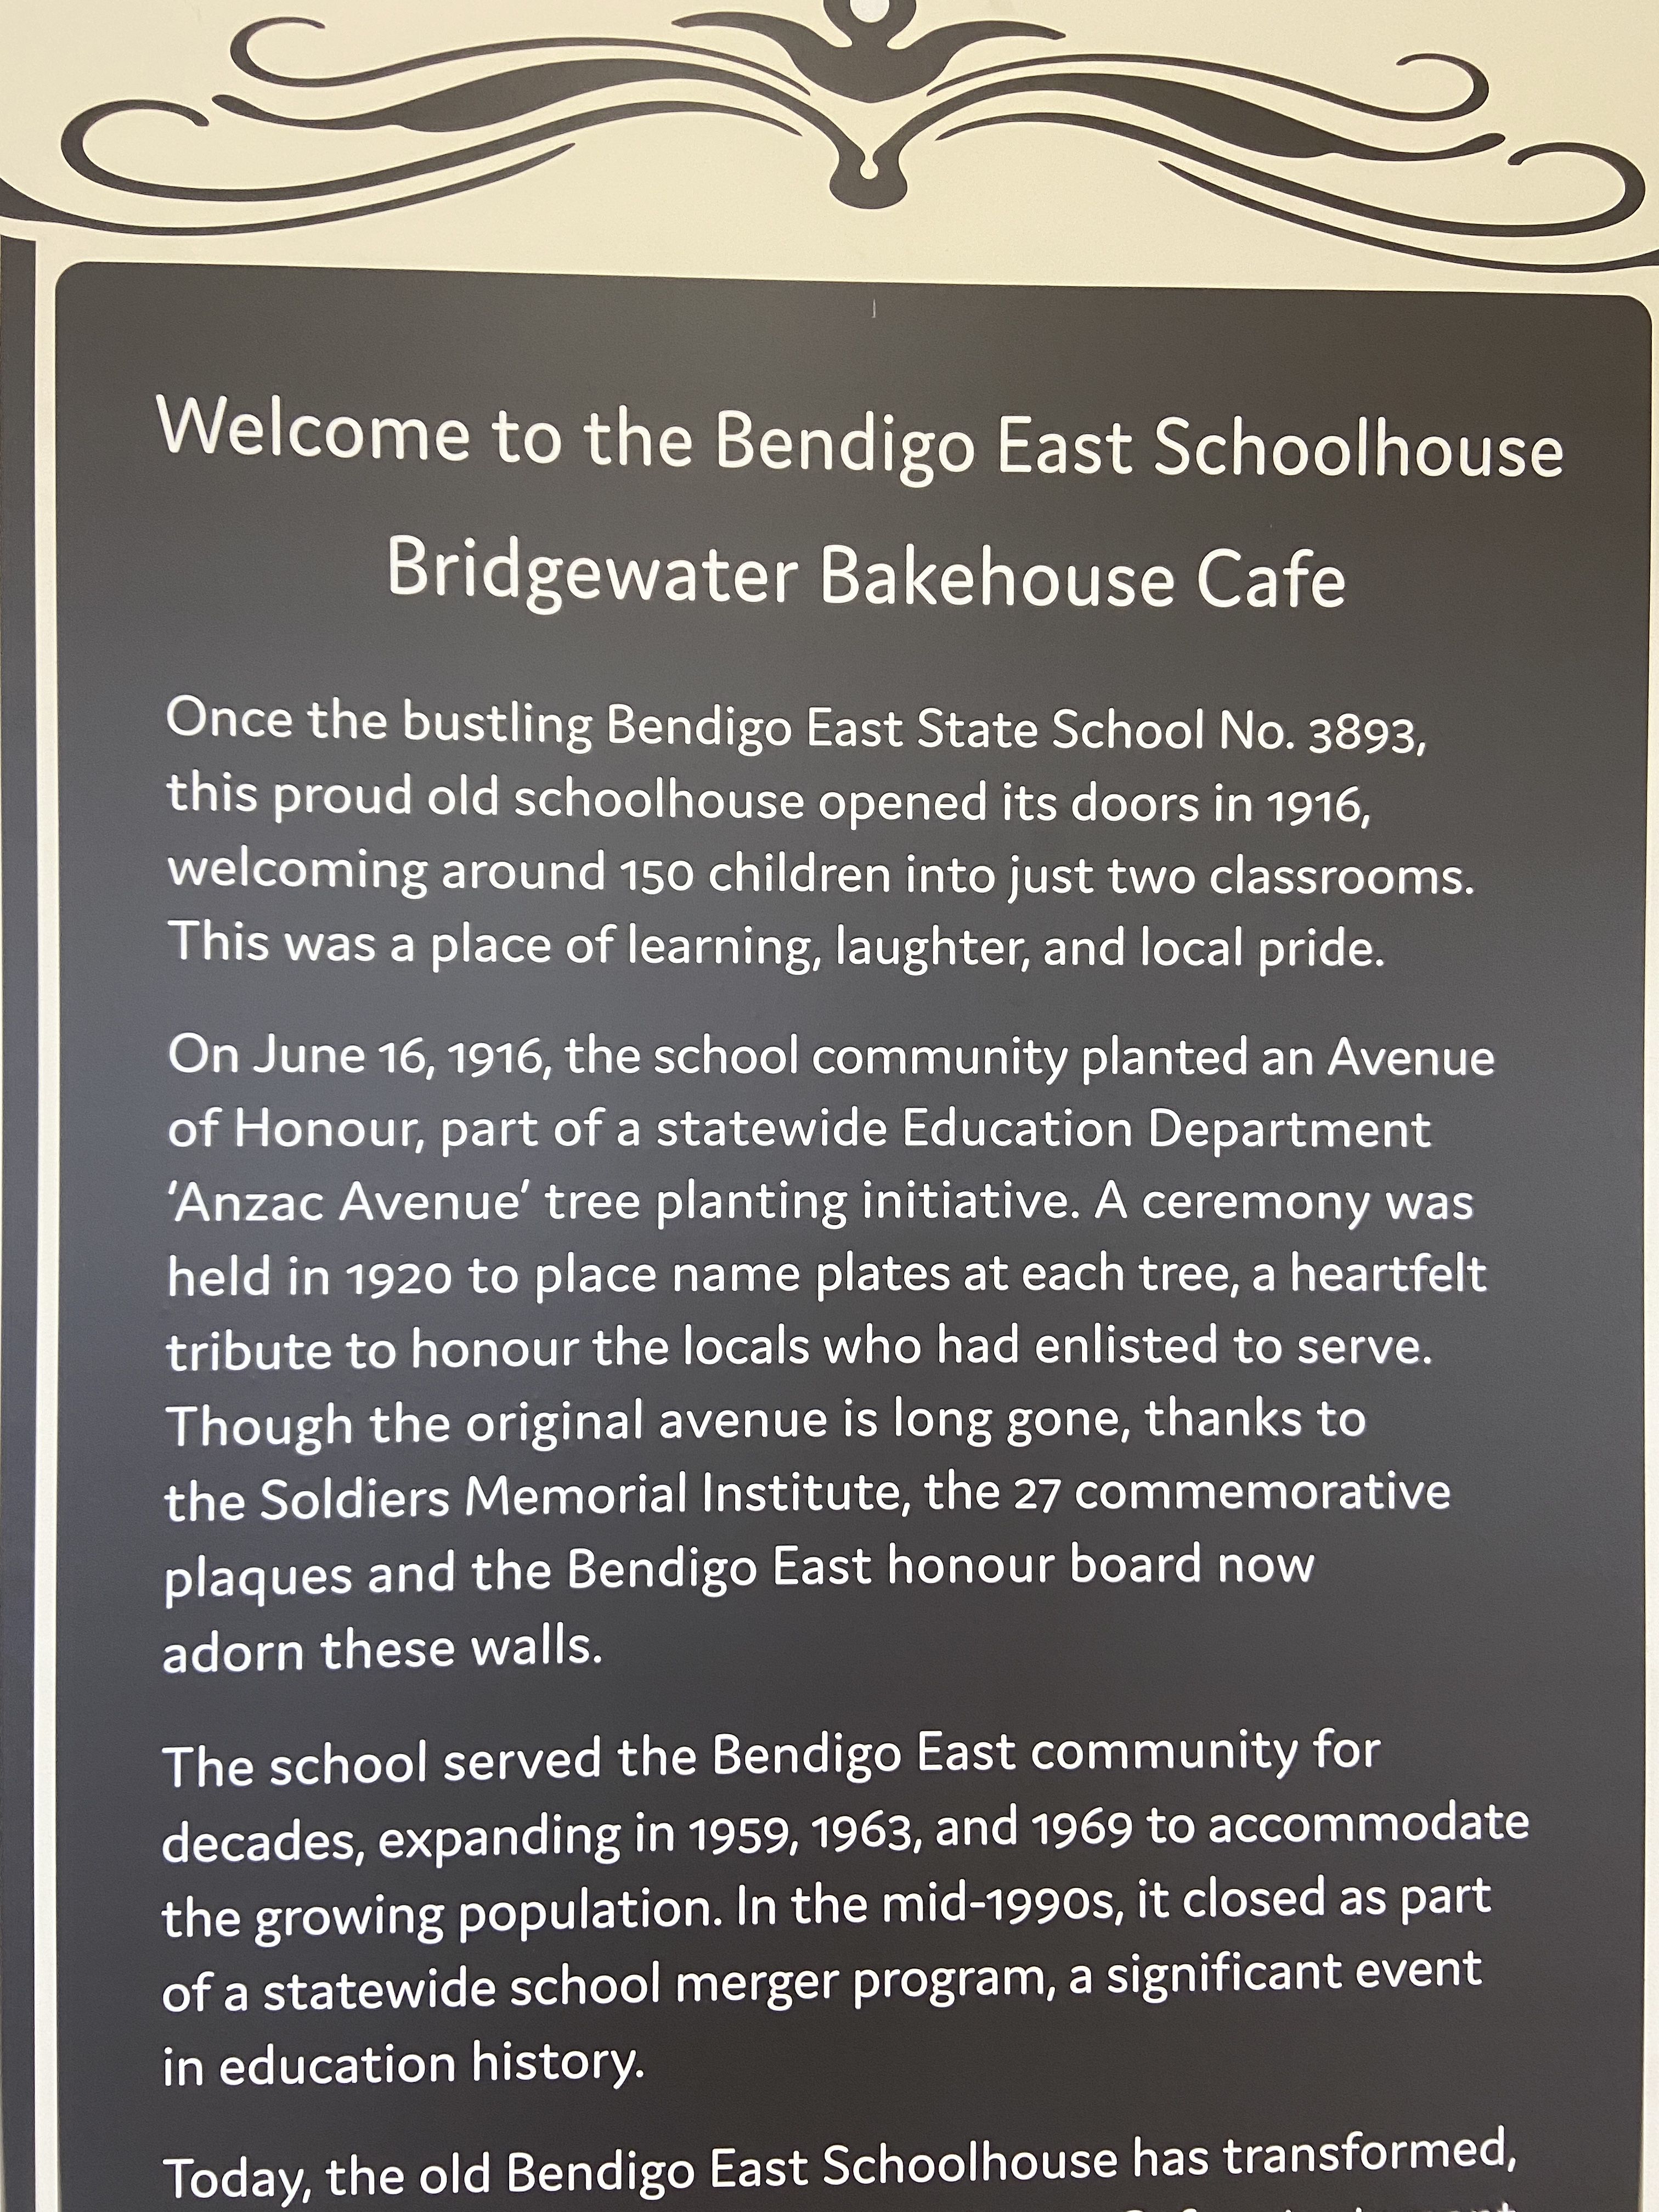 Welcome to the Bendigo East Schoolhouse
Bridgewater Bakehouse Cafe
Once the bustling Bendigo East State School No. 3893,
this proud old schoolhouse opened its doors in 1916,
welcoming around 150 children into just two classrooms.
This was a place of learning, laughter, and local pride.
On June 16, 1916, the school community planted an Avenue
of Honour, part of a statewide Education Department
‘Anzac Avenue’ tree planting initiative. A ceremony was
held in 1920 to place name plates at each tree, a heartfelt
tribute to honour the locals who had enlisted to serve.
Though the original avenue is long gone, thanks to
the Soldiers Memorial Institute, the 27 commemorative
plaques and the Bendigo East honour board now
adorn these walls.
The school served the Bendigo East community for
decades, expanding in 1959, 1963, and 1969 to accommodate
the growing population. In the mid-1990s, it closed as part
of a statewide school merger program, a significant event
in education history.
Today, the old Bendigo East Schoolhouse has transformed,